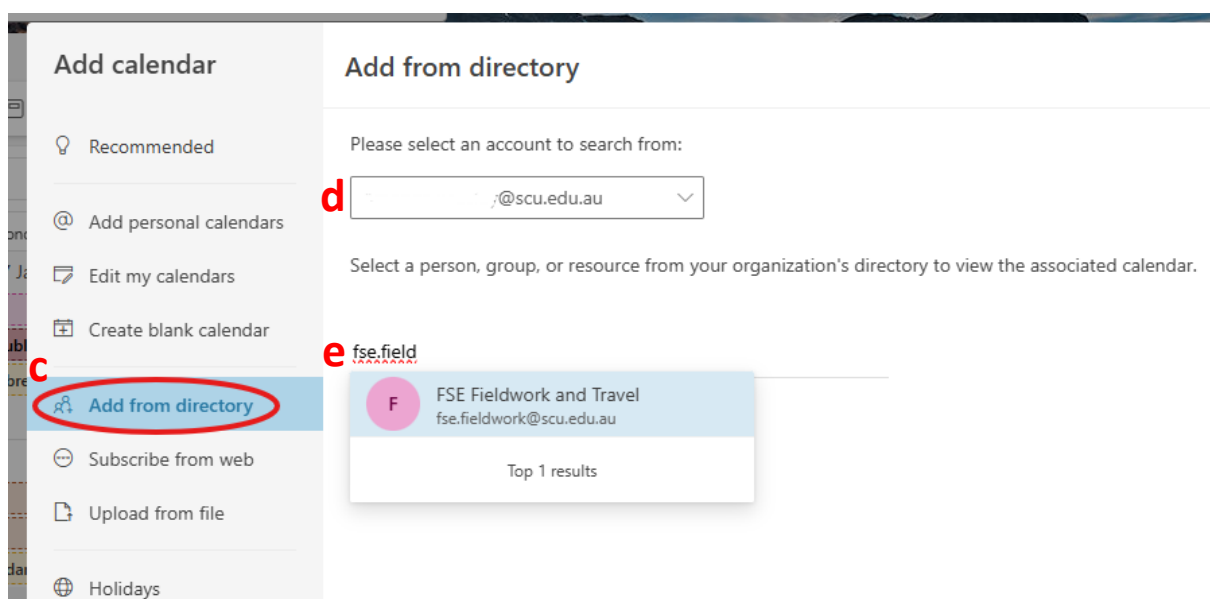 Add calendar
Recommended
Add personal calendars
Edit my calendars
Create blank calendar
c
Add from directory
Subscribe from web
Upload from file
Holidays
Add from directory
Please select an account to search from:
d
@scu.edu.au
Select a person, group, or resource from your organization's directory to view the associated calendar.
e fse.field
F
FSE Fieldwork and Travel
fse.fieldwork@scu.edu.au
Top 1 results